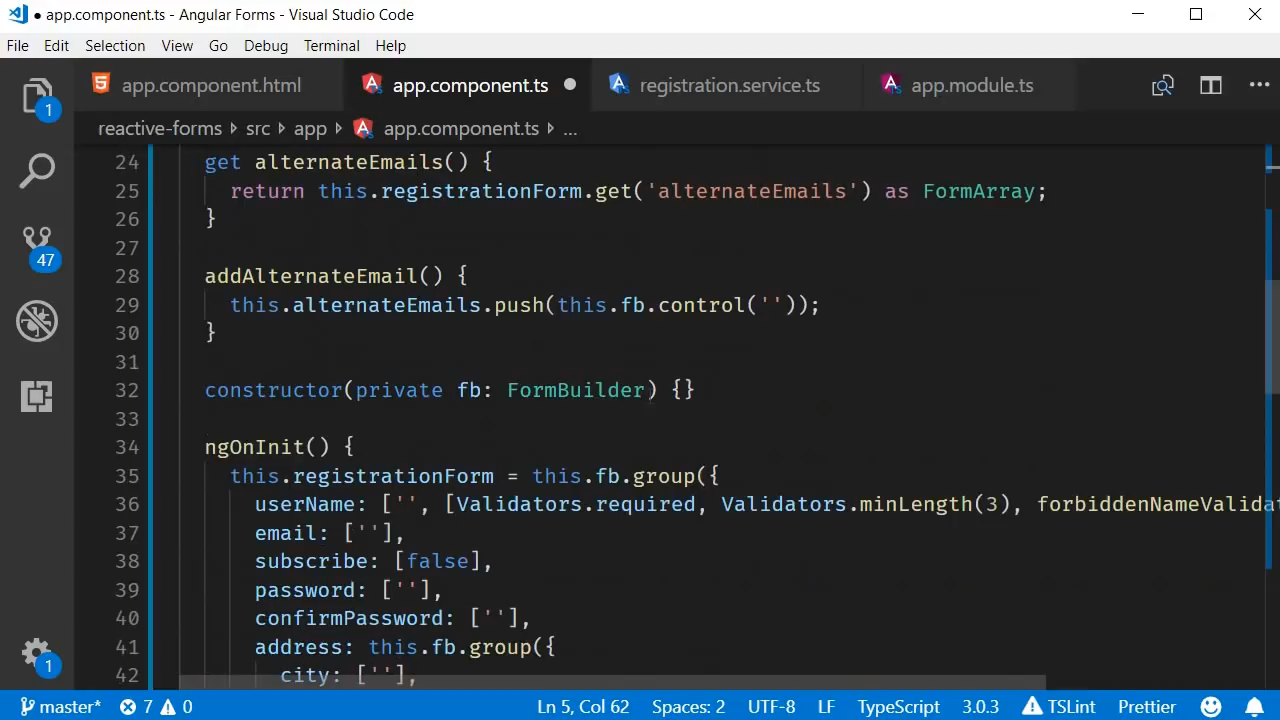 ● app.component.ts - Angular Forms - Visual Studio Code
File Edit Selection View Go Debug Terminal Help
app.component.html app.component.ts registration.service.ts app.module.ts
reactive-forms src app app.component.ts ...
24 get alternateEmails() {
25 return this.registrationForm.get('alternateEmails') as FormArray;
26 }
27
28 addAlternateEmail() {
29 this.alternateEmails.push(this.fb.control(''));
30 }
31
32 constructor(private fb: FormBuilder) {}
33
34 ngOnInit() {
35 this.registrationForm = this.fb.group({
36 userName: ['', [Validators.required, Validators.minLength(3), forbiddenNameValidat
37 email: [''],
38 subscribe: [false],
39 password: [''],
40 confirmPassword: [''],
41 address: this.fb.group({
42 city: [''],
1
47
1
master* 7 0 Ln 5, Col 62 Spaces: 2 UTF-8 LF TypeScript 3.0.3 TSLint Prettier